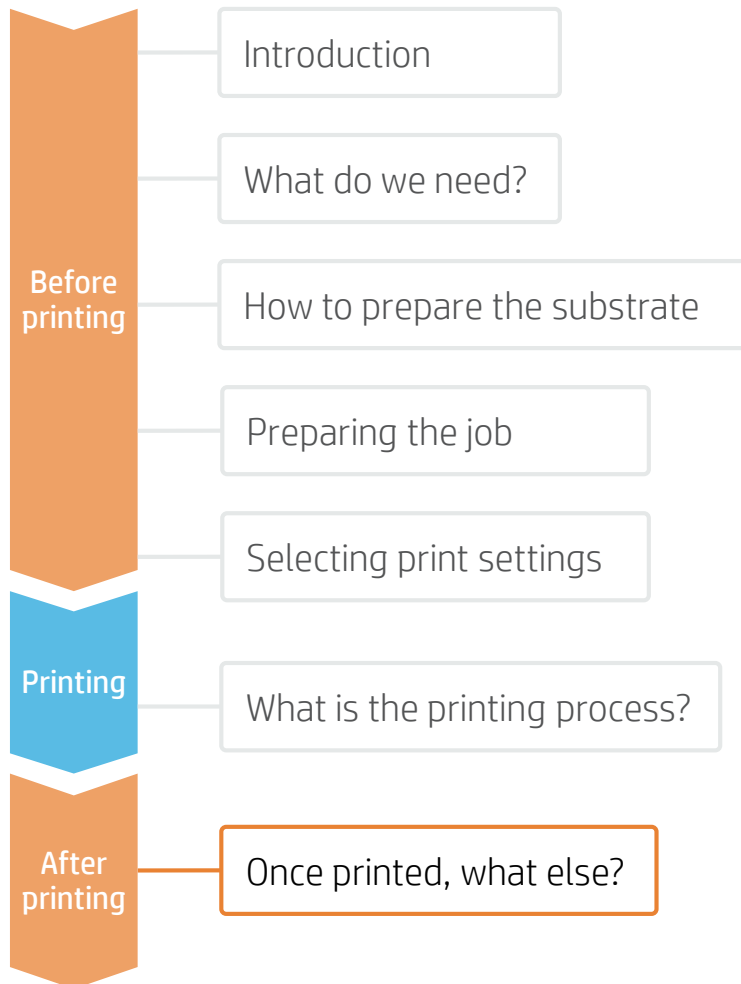 Introduction
What do we need?
Before
printing
How to prepare the substrate
Preparing the job
Selecting print settings
Printing
What is the printing process?
After
printing
Once printed, what else?